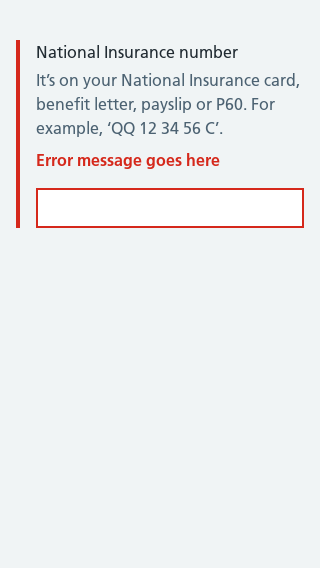 National Insurance number
It’s on your National Insurance card,
benefit letter, payslip or P60. For
example, ‘QQ 12 34 56 C’.
Error message goes here